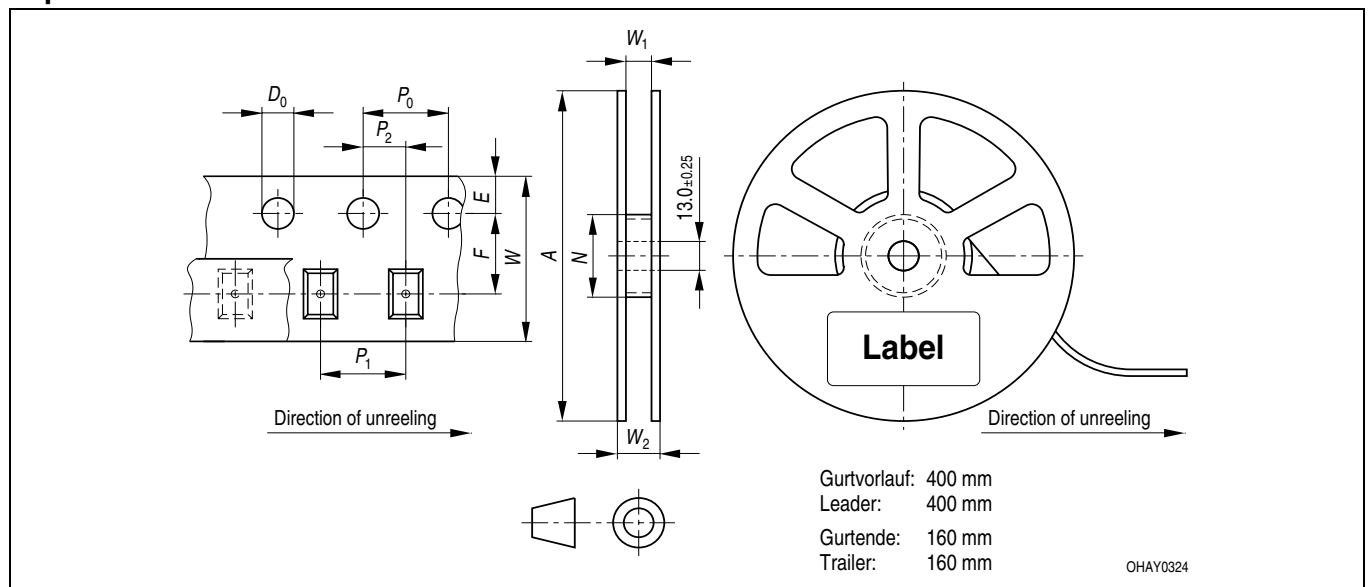 W1
D0
P0
P2
E
F
W
A
N
13.0±0.25
P1
W2
Label
Direction of unreeling
Direction of unreeling
Gurtvorlauf: 400 mm
Leader: 400 mm
Gurtende: 160 mm
Trailer: 160 mm
OHAY0324